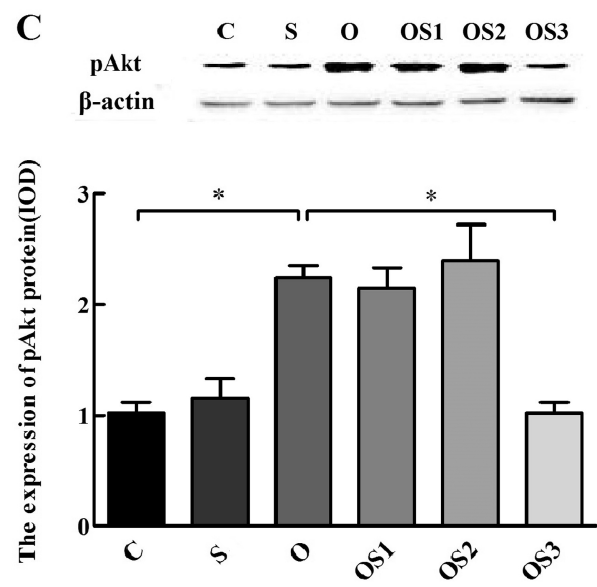 C
C S O OS1 OS2 OS3
pAkt
β-actin
The expression of pAkt protein(IOD)
3
2
1
0
* *
C S O OS1 OS2 OS3